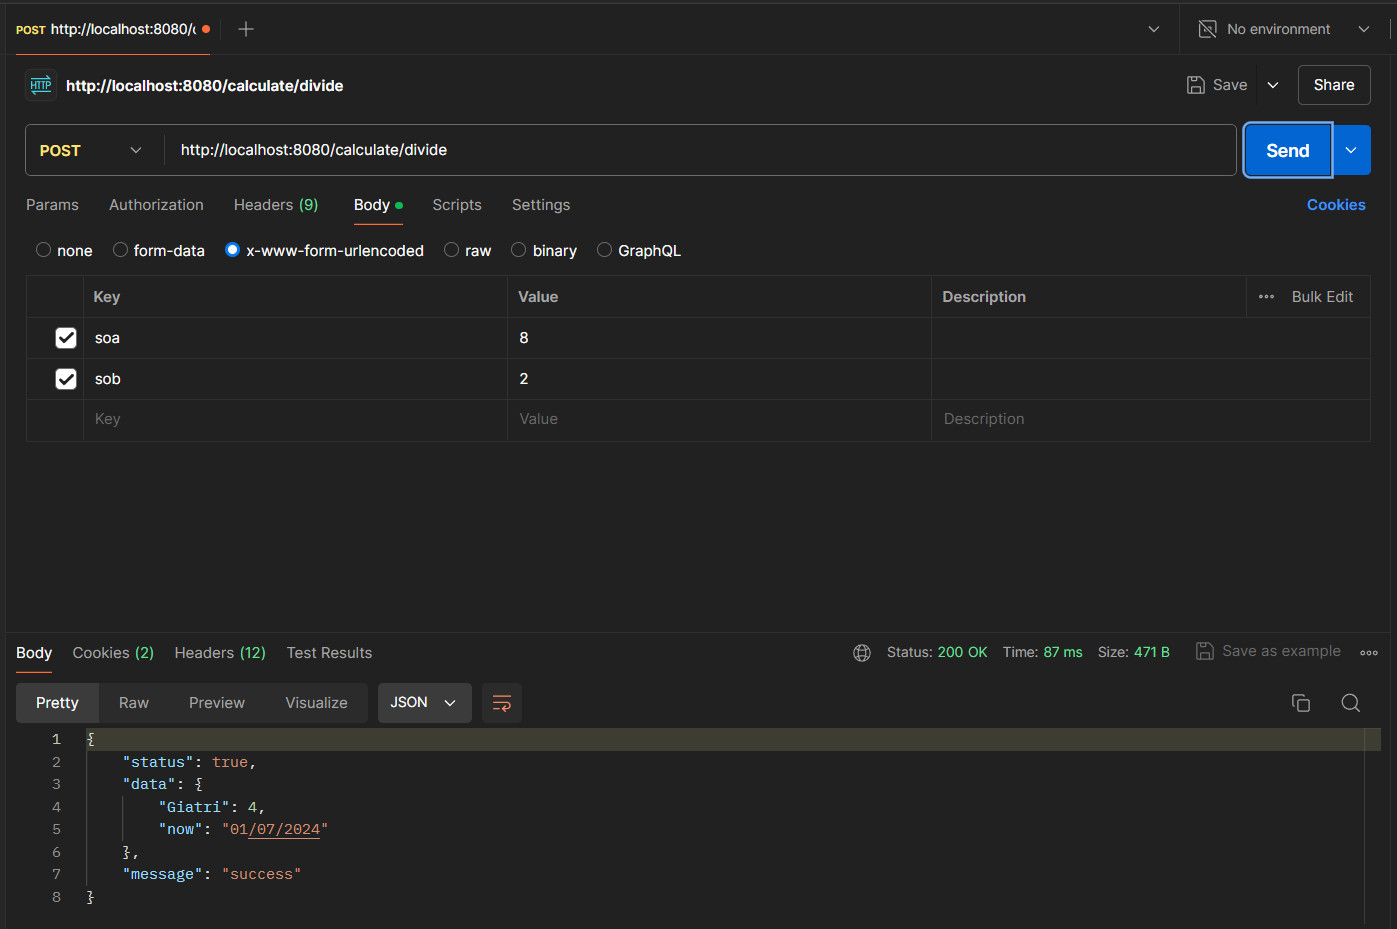 POST http://localhost:8080/
No environment
HTTP http://localhost:8080/calculate/divide
Save
Share
POST http://localhost:8080/calculate/divide
Send
Params Authorization Headers (9) Body Scripts Settings Cookies
none form-data x-www-form-urlencoded raw binary GraphQL
Key Value Description Bulk Edit
soa 8
sob 2
Key Value Description
Body Cookies (2) Headers (12) Test Results Status: 200 OK Time: 87 ms Size: 471 B Save as example
Pretty Raw Preview Visualize JSON
1 {
2 "status": true,
3 "data": {
4 "Giatri": 4,
5 "now": "01/07/2024"
6 },
7 "message": "success"
8 }